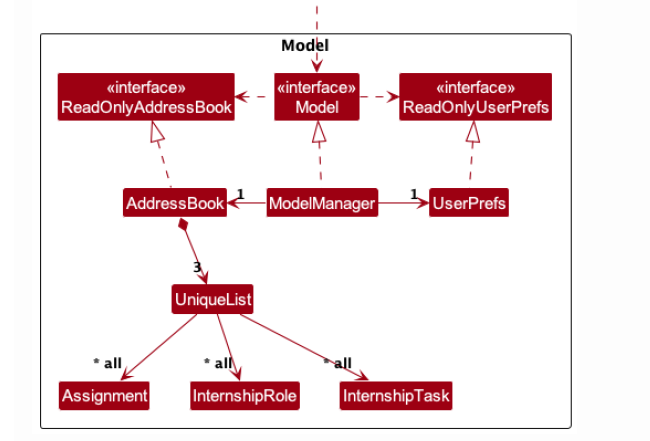 Model
«interface»
ReadOnlyAddressBook
«interface»
Model
«interface»
ReadOnlyUserPrefs
AddressBook
1
ModelManager
1
UserPrefs
3
UniqueList
* all
* all
* all
Assignment
InternshipRole
InternshipTask